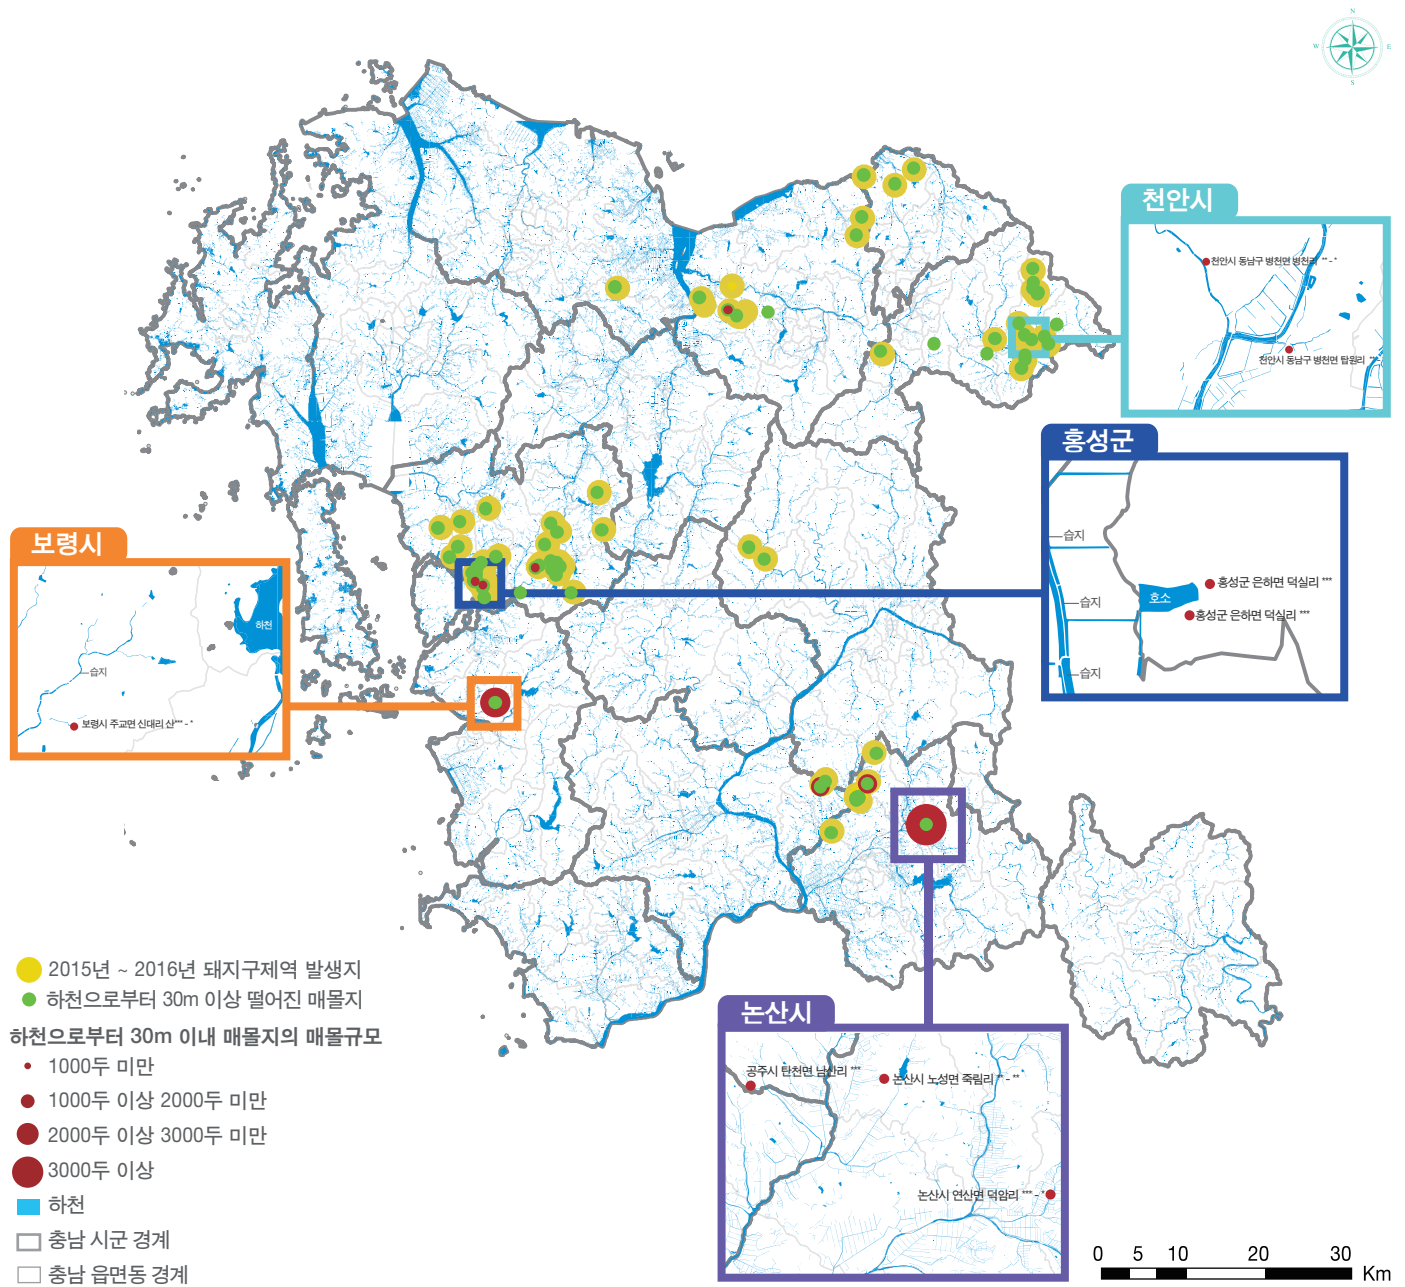 N
W
E
S
천안시
천안시 동남구 병천면 병천리 ** - *
천안시 동남구 병천면 탑원리 ***
홍성군
습지
습지
습지
호소
홍성군 은하면 덕실리 ***
홍성군 은하면 덕실리 ***
보령시
하천
습지
보령시 주교면 신대리 산*** - *
논산시
공주시 탄천면 남산리 ***
논산시 노성면 죽림리 ** - **
논산시 연산면 덕암리 *** - *
2015년 ~ 2016년 돼지구제역 발생지
하천으로부터 30m 이상 떨어진 매몰지
하천으로부터 30m 이내 매몰지의 매몰규모
1000두 미만
1000두 이상 2000두 미만
2000두 이상 3000두 미만
3000두 이상
하천
충남 시군 경계
충남 읍면동 경계
0 5 10 20 30
Km